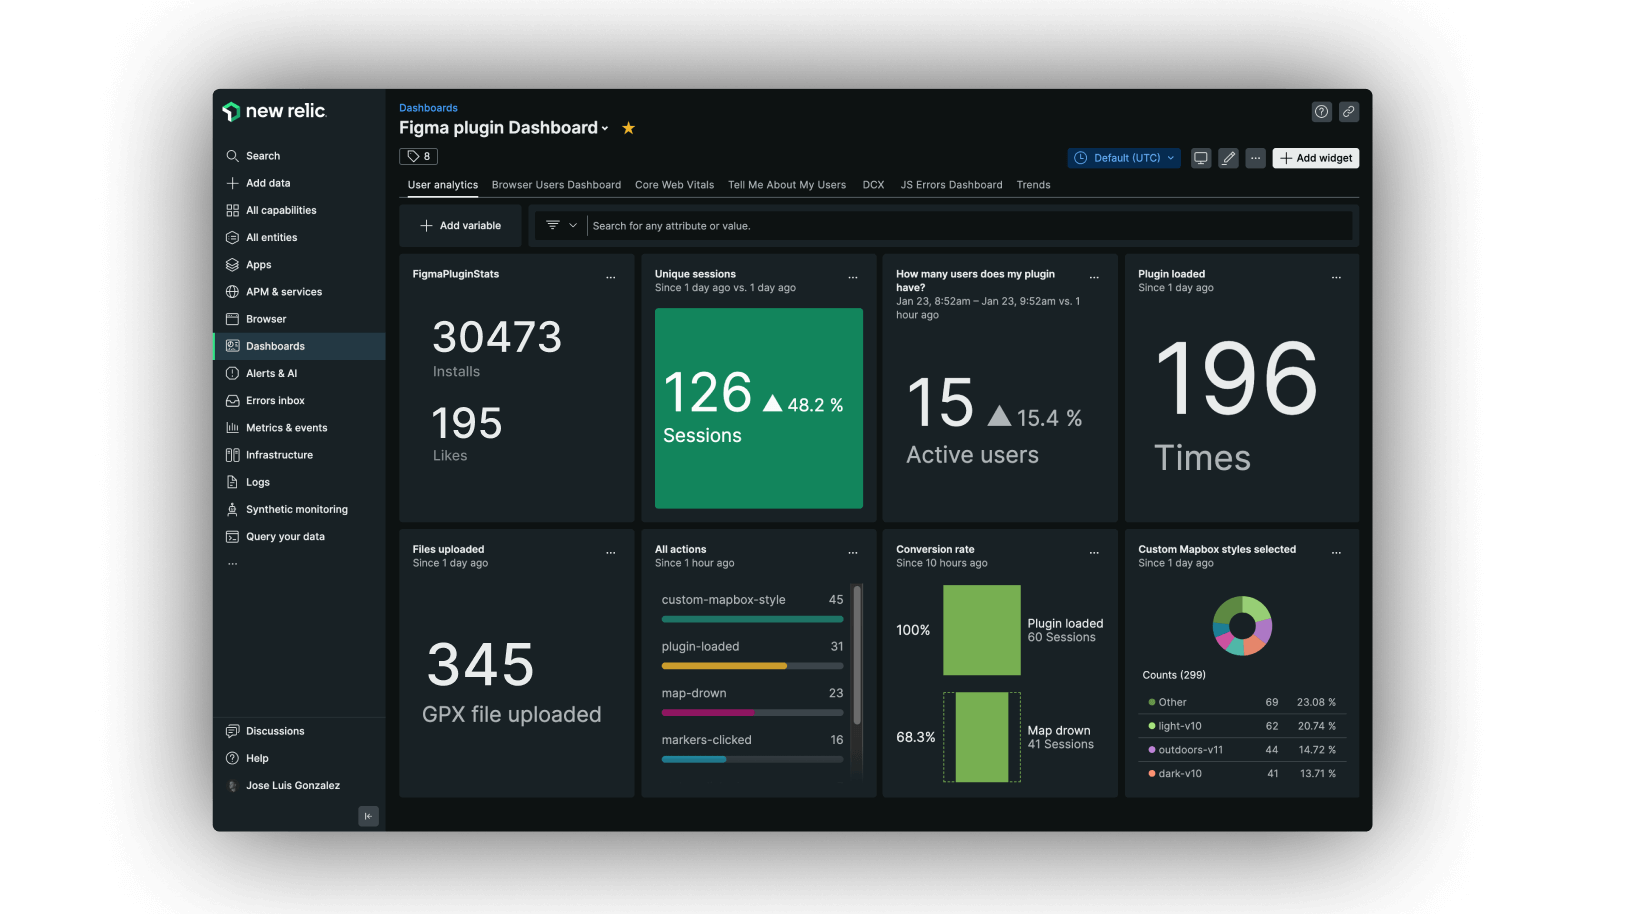 new relic.
Search
Add data
All capabilities
All entities
Apps
APM & services
Browser
Dashboards
Alerts & AI
Errors inbox
Metrics & events
Infrastructure
Logs
Synthetic monitoring
Query your data
...
Discussions
Help
Jose Luis Gonzalez
Dashboards
Figma plugin Dashboard
8
Default (UTC)
...
Add widget
User analytics
Browser Users Dashboard
Core Web Vitals
Tell Me About My Users
DCX
JS Errors Dashboard
Trends
Add variable
Search for any attribute or value.
FigmaPluginStats
...
30473
Installs
195
Likes
Unique sessions
...
Since 1 day ago vs. 1 day ago
126 ▲ 48.2 %
Sessions
How many users does my plugin
...
have?
Jan 23, 8:52am – Jan 23, 9:52am vs. 1
hour ago
15 ▲ 15.4 %
Active users
Plugin loaded
...
Since 1 day ago
196
Times
Files uploaded
...
Since 1 day ago
345
GPX file uploaded
All actions
...
Since 1 hour ago
custom-mapbox-style 45
plugin-loaded 31
map-drown 23
markers-clicked 16
Conversion rate
...
Since 10 hours ago
100%
Plugin loaded
60 Sessions
68.3%
Map drown
41 Sessions
Custom Mapbox styles selected
...
Since 1 day ago
Counts (299)
Other 69 23.08 %
light-v10 62 20.74 %
outdoors-v11 44 14.72 %
dark-v10 41 13.71 %